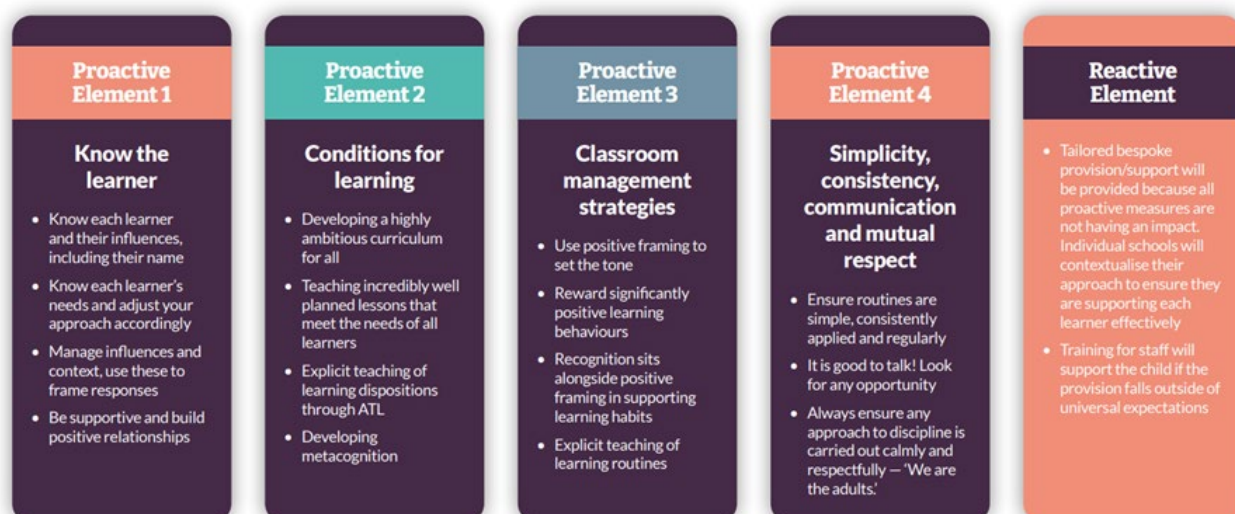 Proactive
Element 1
Know the
learner
• Know each learner
and their influences,
including their name
• Know each learner's
needs and adjust your
approach accordingly
• Manage influences and
context, use these to
frame responses
• Be supportive and build
positive relationships
Proactive
Element 2
Conditions for
learning
• Developing a highly
ambitious curriculum
for all
• Teaching incredibly well
planned lessons that
meet the needs of all
learners
• Explicit teaching of
learning dispositions
through ATL
• Developing
metacognition
Proactive
Element 3
Classroom
management
strategies
• Use positive framing to
set the tone
• Reward significantly
positive learning
behaviours
• Recognition sits
alongside positive
framing in supporting
learning habits
• Explicit teaching of
learning routines
Proactive
Element 4
Simplicity,
consistency,
communication
and mutual
respect
• Ensure routines are
simple, consistently
applied and regularly
• It is good to talk! Look
for any opportunity
• Always ensure any
approach to discipline is
carried out calmly and
respectfully — 'We are
the adults.'
Reactive
Element
• Tailored bespoke
provision/support will
be provided because all
proactive measures are
not having an impact.
Individual schools will
contextualise their
approach to ensure they
are supporting each
learner effectively
• Training for staff will
support the child if the
provision falls outside of
universal expectations